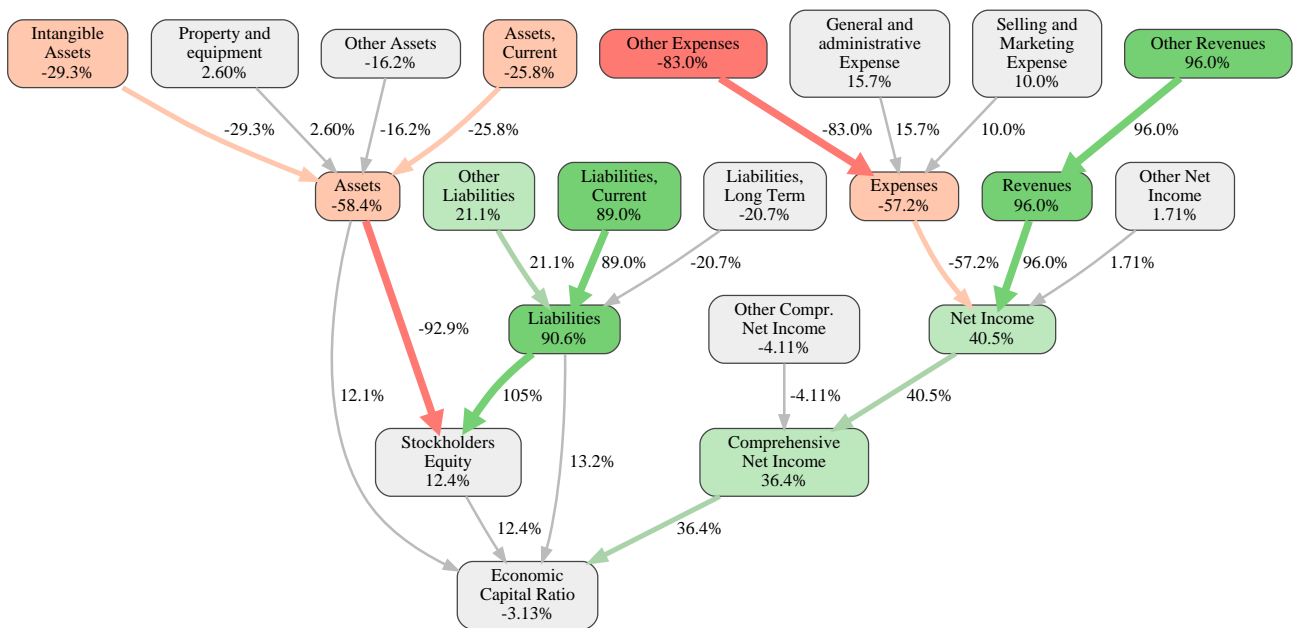 Intangible
Assets
-29.3%
Property and
equipment
2.60%
Other Assets
-16.2%
Assets,
Current
-25.8%
Other Expenses
-83.0%
General and
administrative
Expense
15.7%
Selling and
Marketing
Expense
10.0%
Other Revenues
96.0%
-29.3%
2.60%
-16.2%
-25.8%
-83.0%
15.7%
10.0%
96.0%
Assets
-58.4%
Other
Liabilities
21.1%
Liabilities,
Current
89.0%
Liabilities,
Long Term
-20.7%
Expenses
-57.2%
Revenues
96.0%
Other Net
Income
1.71%
21.1%
89.0%
-20.7%
-57.2%
96.0%
1.71%
-92.9%
Liabilities
90.6%
Other Compr.
Net Income
-4.11%
Net Income
40.5%
12.1%
105%
-4.11%
40.5%
Stockholders
Equity
12.4%
13.2%
Comprehensive
Net Income
36.4%
12.4%
36.4%
Economic
Capital Ratio
-3.13%